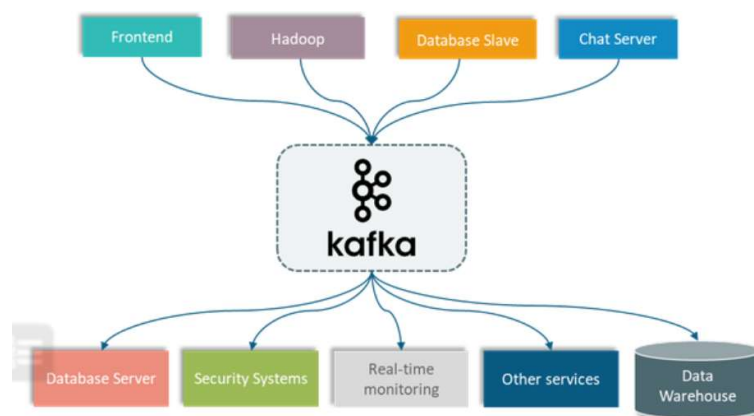 Frontend
Hadoop
Database Slave
Chat Server
kafka
Database Server
Security Systems
Real-time
monitoring
Other services
Data
Warehouse